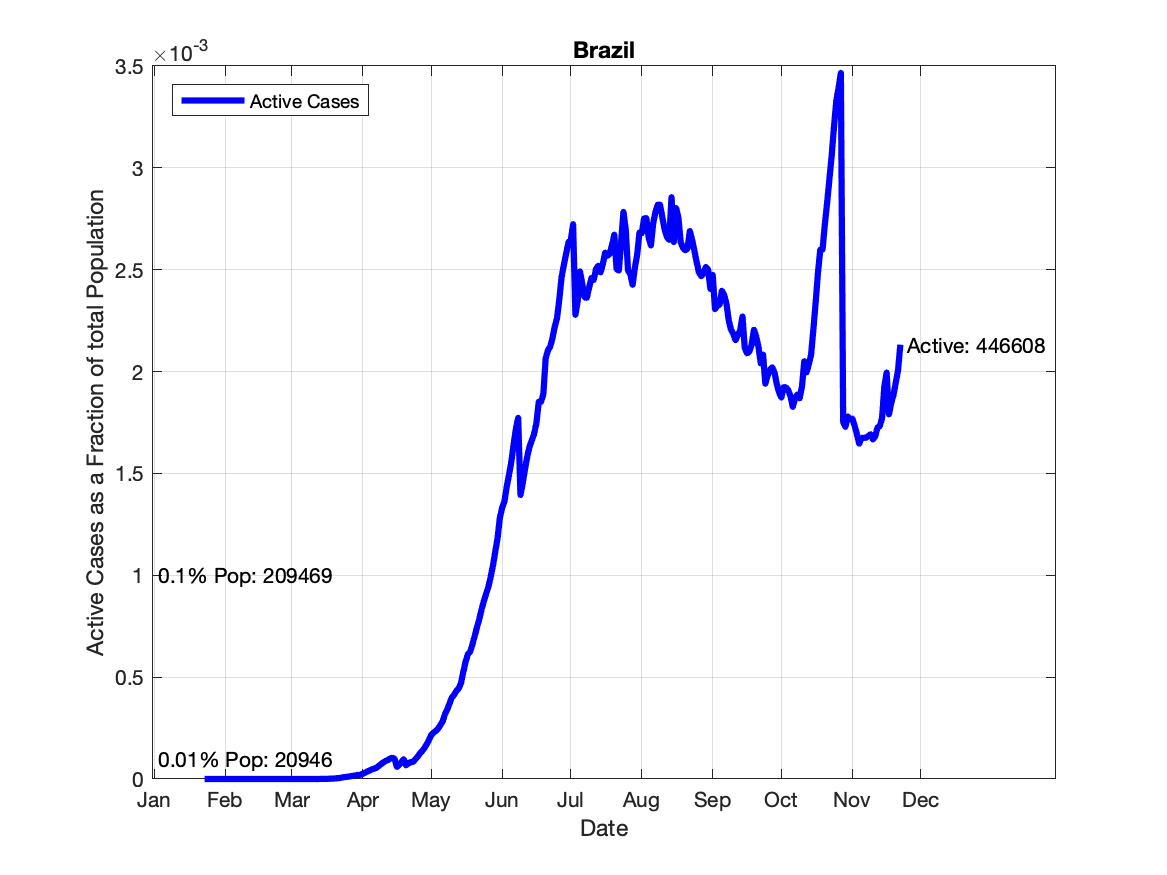 Brazil
×10-3
3.5
3
2.5
2
1.5
1
0.5
0
Active Cases
Active: 446608
0.1% Pop: 209469
0.01% Pop: 20946
Jan Feb Mar Apr May Jun Jul Aug Sep Oct Nov Dec
Date
Active Cases as a Fraction of total Population